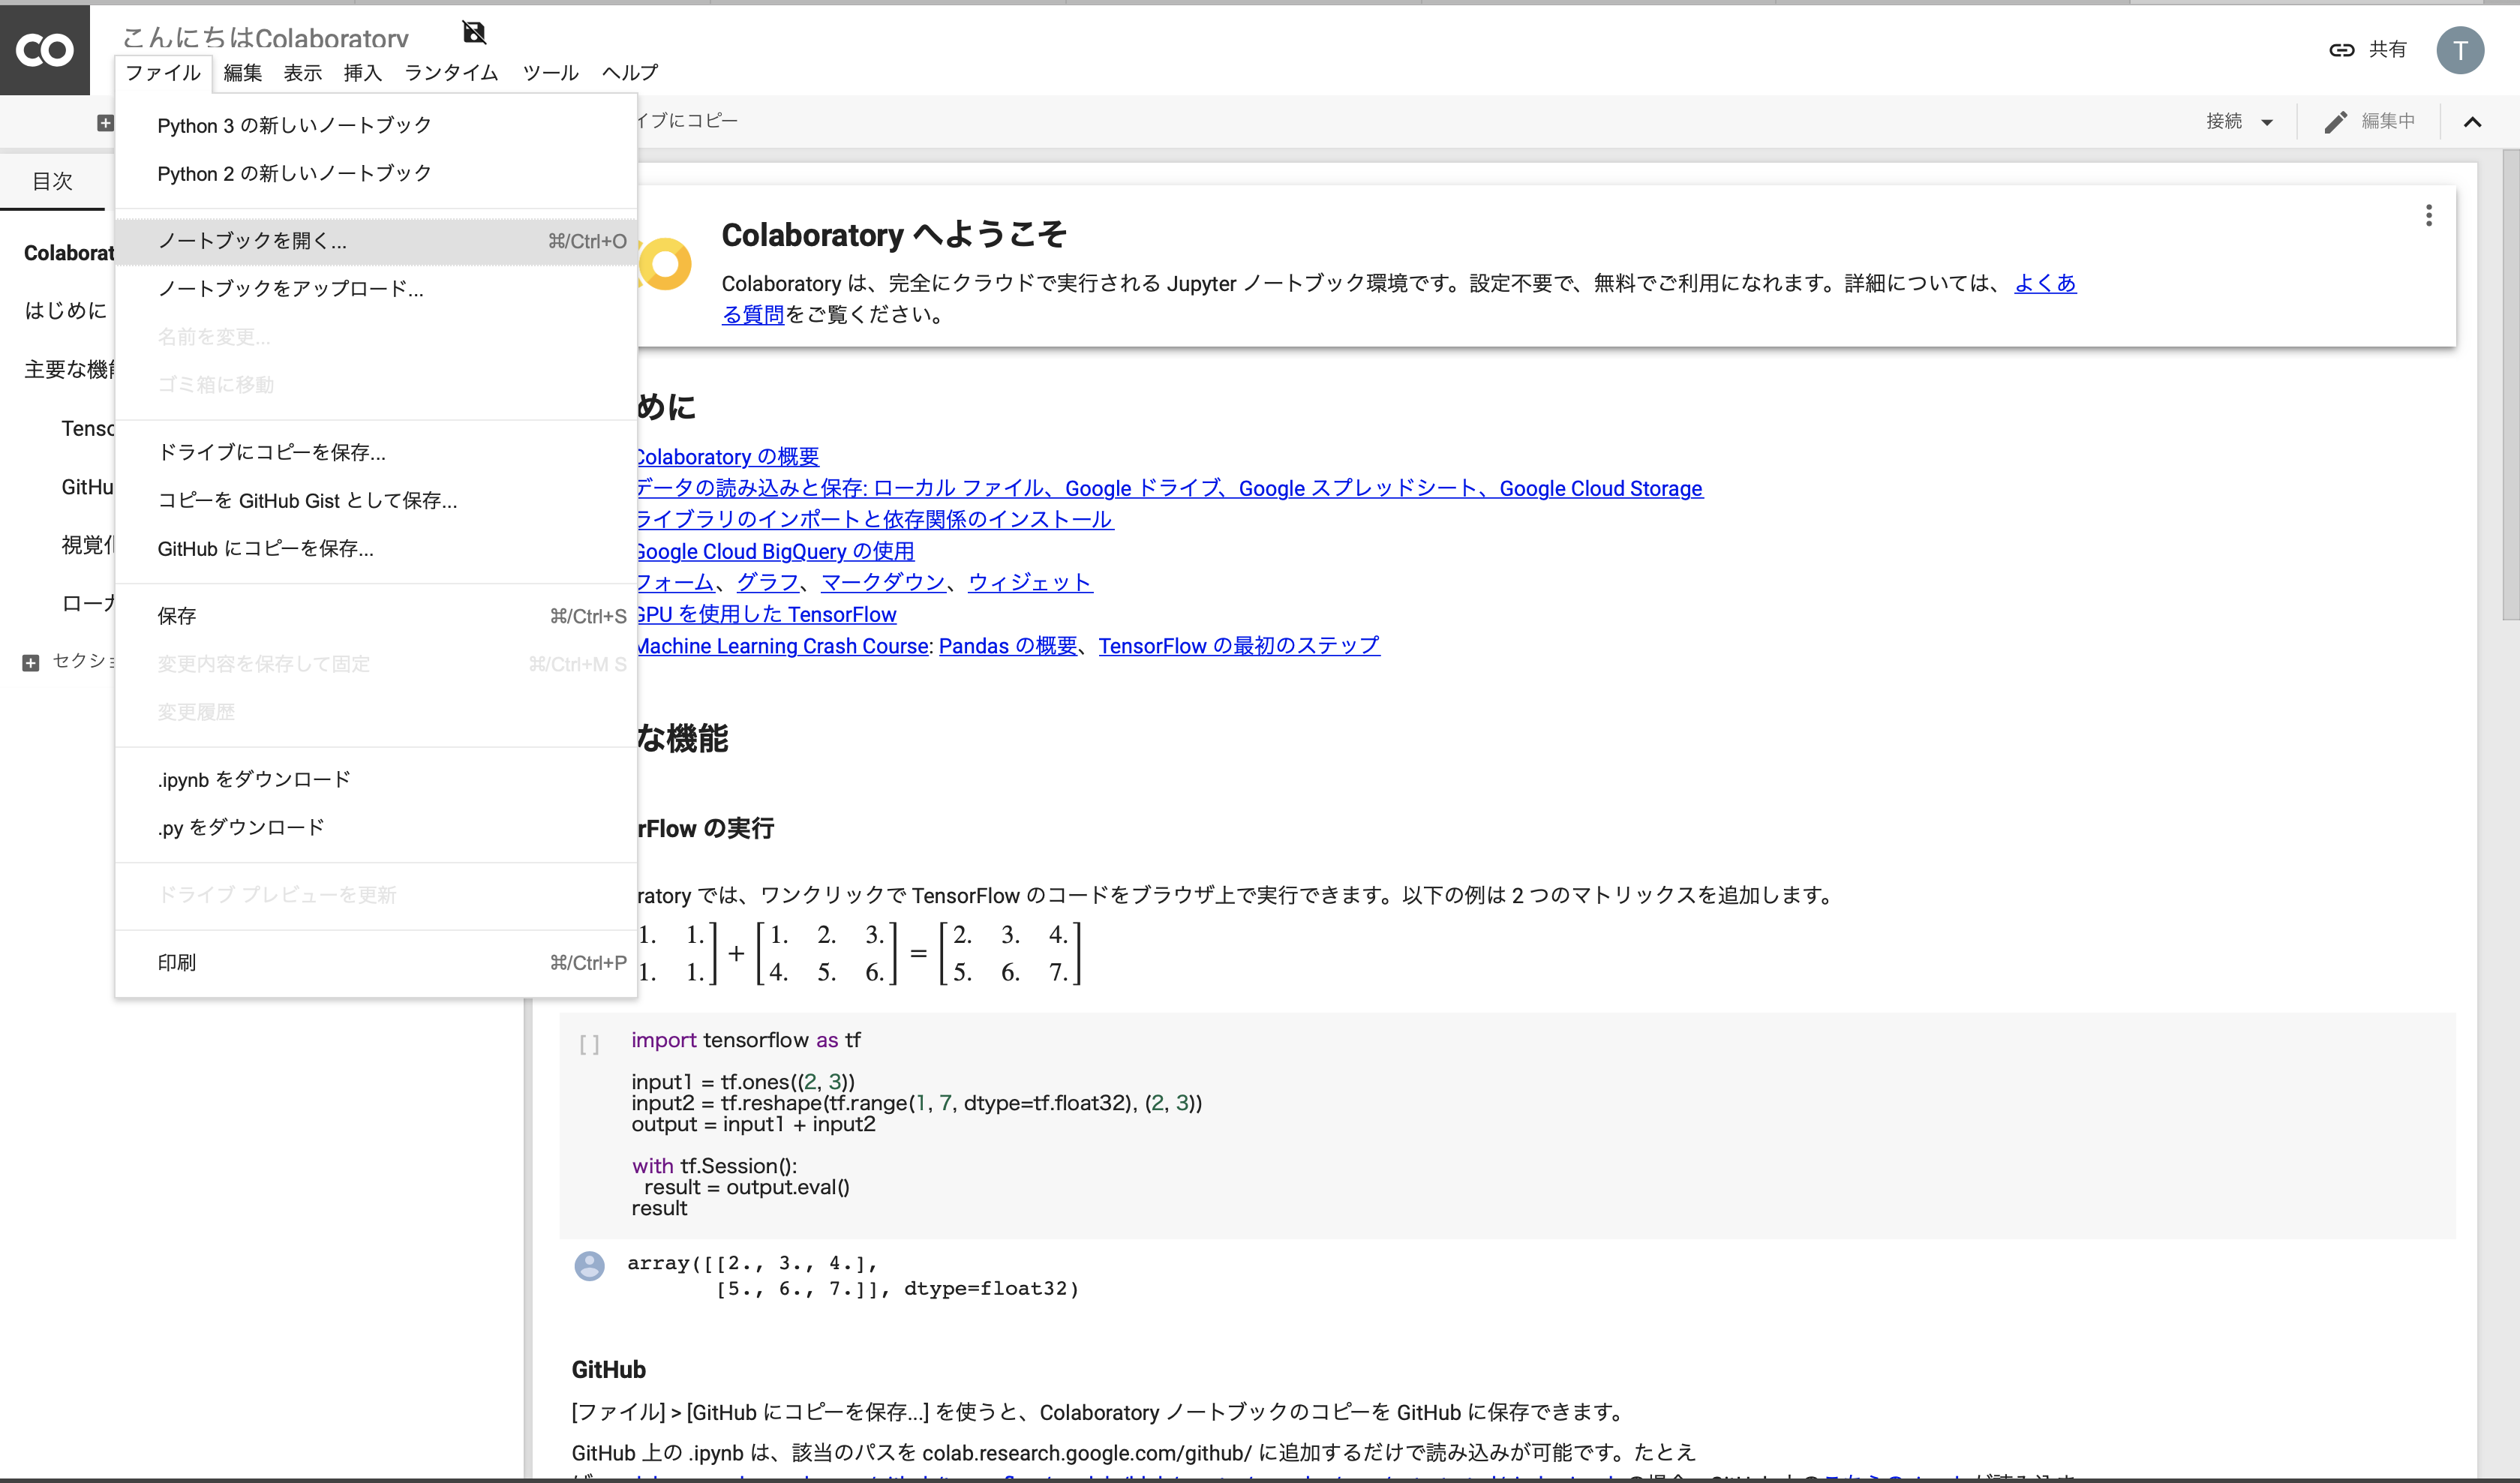 こんにちはColaboratory
共有
T
ファイル 編集 表示 挿入 ランタイム ツール ヘルプ
イブにコピー
接続
編集中
目次
Colaborat
はじめに
主要な機
Tenso
GitHu
視覚
ロー
セクシ
Python 3 の新しいノートブック
Python 2 の新しいノートブック
ノートブックを開く... ⌘/Ctrl+O
ノートブックをアップロード...
名前を変更...
ゴミ箱に移動
ドライブにコピーを保存...
コピーを GitHub Gist として保存...
GitHub にコピーを保存...
保存 ⌘/Ctrl+S
変更内容を保存して固定 ⌘/Ctrl+M S
変更履歴
.ipynb をダウンロード
.py をダウンロード
ドライブ プレビューを更新
印刷 ⌘/Ctrl+P
Colaboratory へようこそ
Colaboratory は、完全にクラウドで実行される Jupyter ノートブック環境です。設定不要で、無料でご利用になれます。詳細については、よくあ
る質問をご覧ください。
めに
Colaboratory の概要
データの読み込みと保存: ローカル ファイル、Google ドライブ、Google スプレッドシート、Google Cloud Storage
ライブラリのインポートと依存関係のインストール
Google Cloud BigQuery の使用
フォーム、グラフ、マークダウン、ウィジェット
GPU を使用した TensorFlow
Machine Learning Crash Course: Pandas の概要、TensorFlow の最初のステップ
な機能
rFlow の実行
ratory では、ワンクリックで TensorFlow のコードをブラウザ上で実行できます。以下の例は 2 つのマトリックスを追加します。
1. 1.] + [1. 2. 3.] = [2. 3. 4.]
1. 1.] [4. 5. 6.] [5. 6. 7.]
[ ] import tensorflow as tf
input1 = tf.ones((2, 3))
input2 = tf.reshape(tf.range(1, 7, dtype=tf.float32), (2, 3))
output = input1 + input2
with tf.Session():
result = output.eval()
result
array([[2., 3., 4.],
[5., 6., 7.]], dtype=float32)
GitHub
[ファイル] > [GitHub にコピーを保存...] を使うと、Colaboratory ノートブックのコピーを GitHub に保存できます。
GitHub 上の .ipynb は、該当のパスを colab.research.google.com/github/ に追加するだけで読み込みが可能です。たとえ